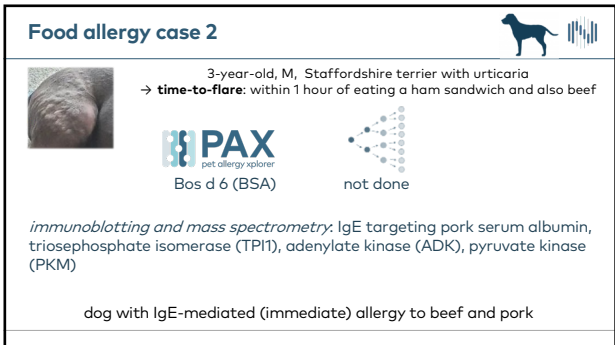 Food allergy case 2
3-year-old, M, Staffordshire terrier with urticaria
→ time-to-flare: within 1 hour of eating a ham sandwich and also beef
PAX
pet allergy xplorer
Bos d 6 (BSA)
not done
immunoblotting and mass spectrometry: IgE targeting pork serum albumin,
triosephosphate isomerase (TPI1), adenylate kinase (ADK), pyruvate kinase
(PKM)
dog with IgE-mediated (immediate) allergy to beef and pork